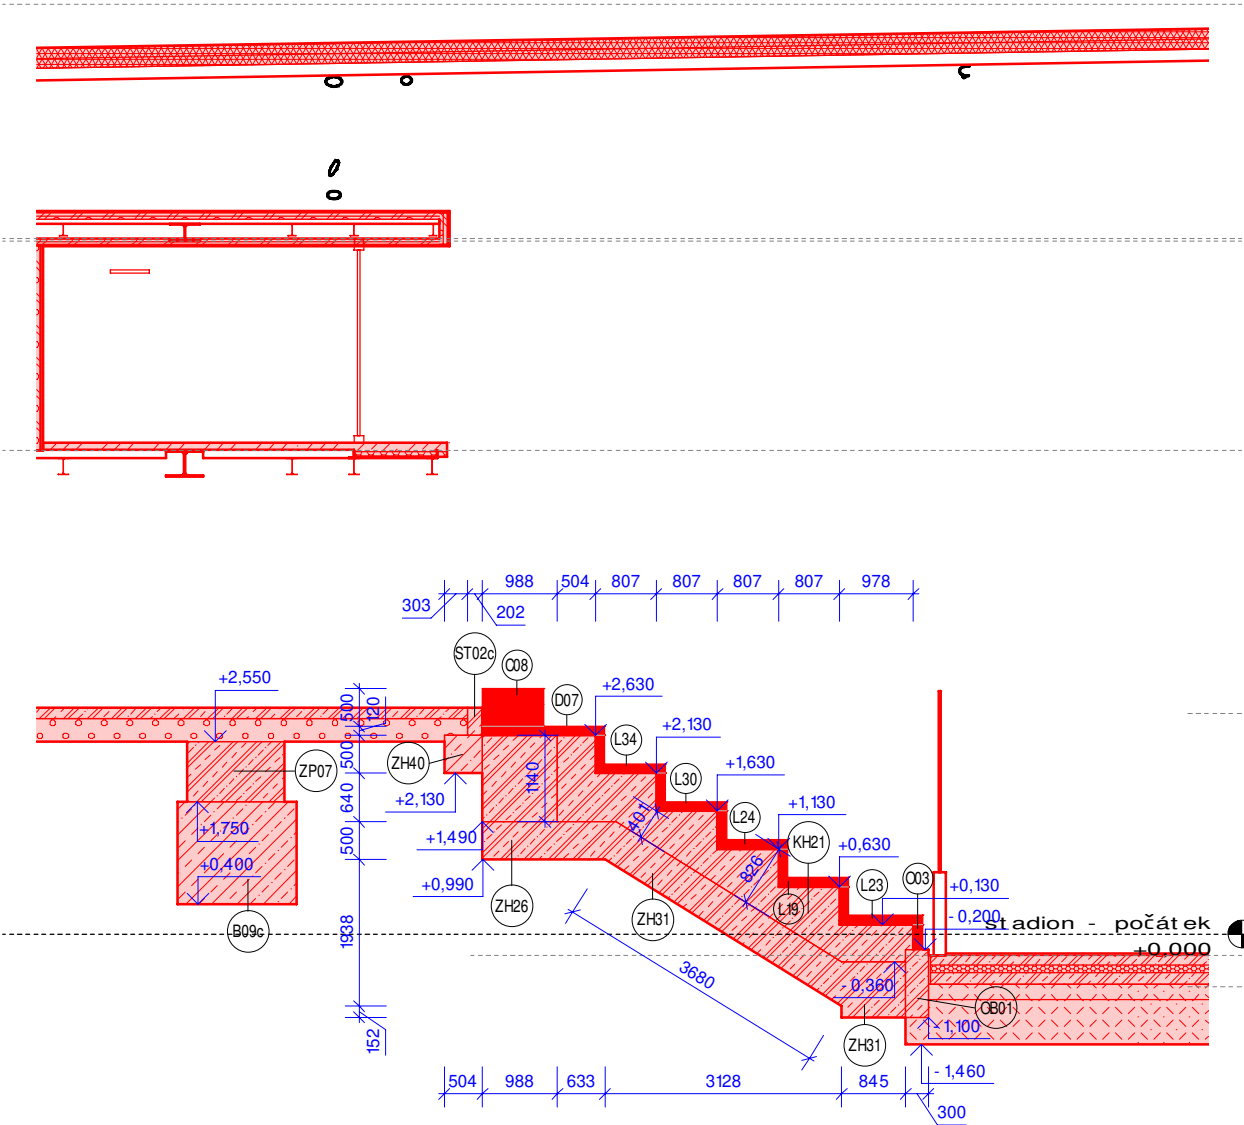 988 504 807 807 807 807 978
303
202
ST02c
C08
+2,550
D07
+2,630
500
120
+2,130
L34
500
ZH40
ZP07
L30
+1,630
1140
+2,130
640
L24
+1,130
401
+1,750
+1,490
500
KH21
+0,630
826
+0,400
+0,990
L23
O03
+0,130
ZH26
L19
ZH31
-0,200
stadion - počátek
B09c
1938
+0,000
3680
-0,360
OB01
-1,100
152
ZH31
-1,460
504 988 633 3128 845
300